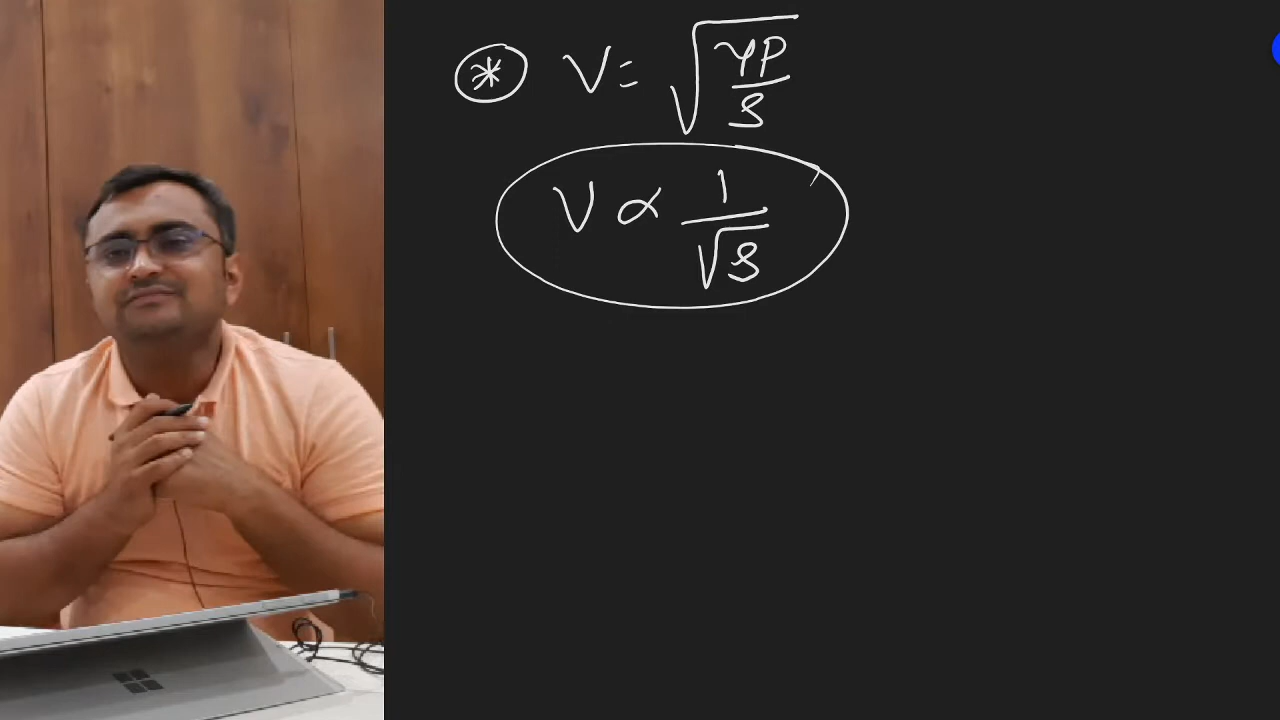 * V = √(γP/ρ)
V ∝ 1/√ρ